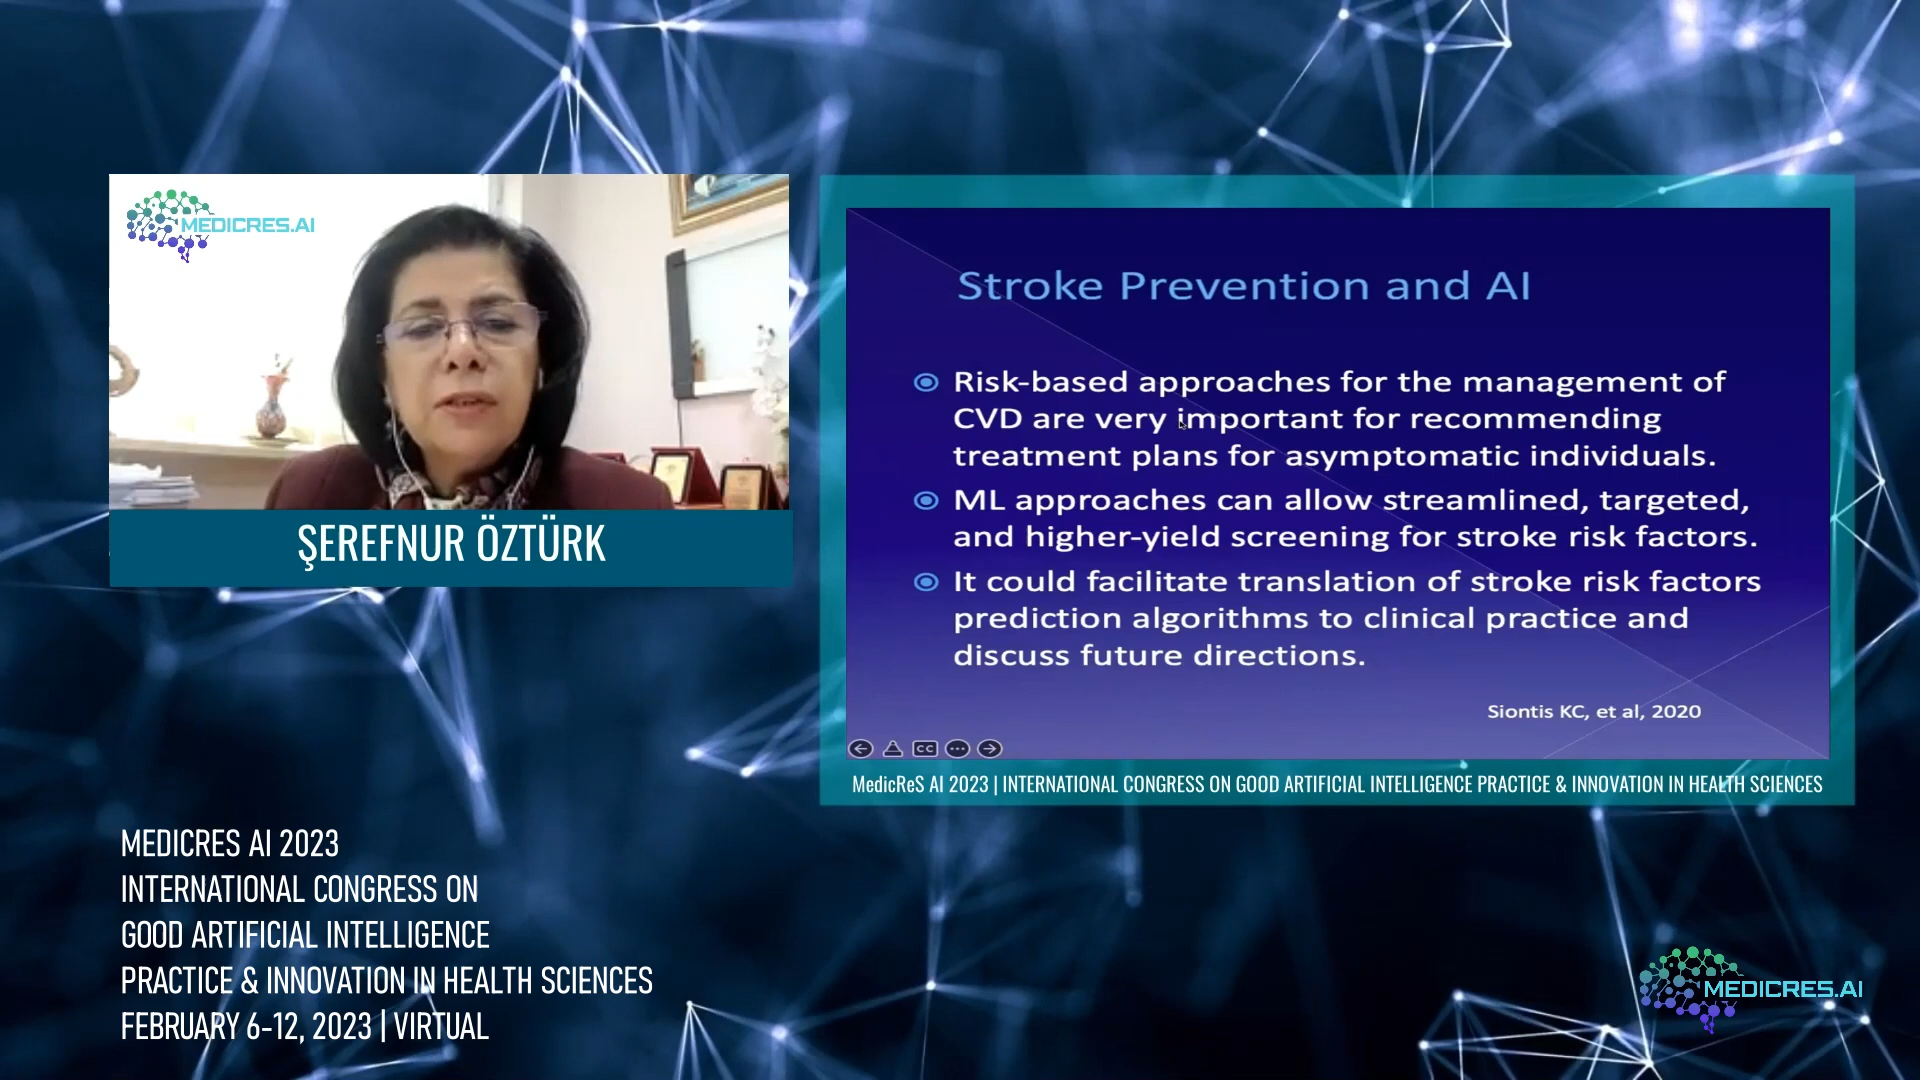 MEDICRES.AI
ŞEREFNUR ÖZTÜRK
Stroke Prevention and AI
Risk-based approaches for the management of
CVD are very important for recommending
treatment plans for asymptomatic individuals.
ML approaches can allow streamlined, targeted,
and higher-yield screening for stroke risk factors.
It could facilitate translation of stroke risk factors
prediction algorithms to clinical practice and
discuss future directions.
Siontis KC, et al, 2020
CC
MedicReS AI 2023 | INTERNATIONAL CONGRESS ON GOOD ARTIFICIAL INTELLIGENCE PRACTICE & INNOVATION IN HEALTH SCIENCES
MEDICRES AI 2023
INTERNATIONAL CONGRESS ON
GOOD ARTIFICIAL INTELLIGENCE
PRACTICE & INNOVATION IN HEALTH SCIENCES
FEBRUARY 6-12, 2023 | VIRTUAL
MEDICRES.AI